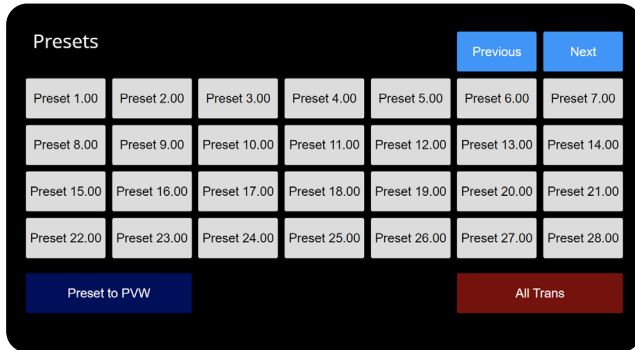 Presets
Previous Next
Preset 1.00 Preset 2.00 Preset 3.00 Preset 4.00 Preset 5.00 Preset 6.00 Preset 7.00
Preset 8.00 Preset 9.00 Preset 10.00 Preset 11.00 Preset 12.00 Preset 13.00 Preset 14.00
Preset 15.00 Preset 16.00 Preset 17.00 Preset 18.00 Preset 19.00 Preset 20.00 Preset 21.00
Preset 22.00 Preset 23.00 Preset 24.00 Preset 25.00 Preset 26.00 Preset 27.00 Preset 28.00
Preset to PVW All Trans